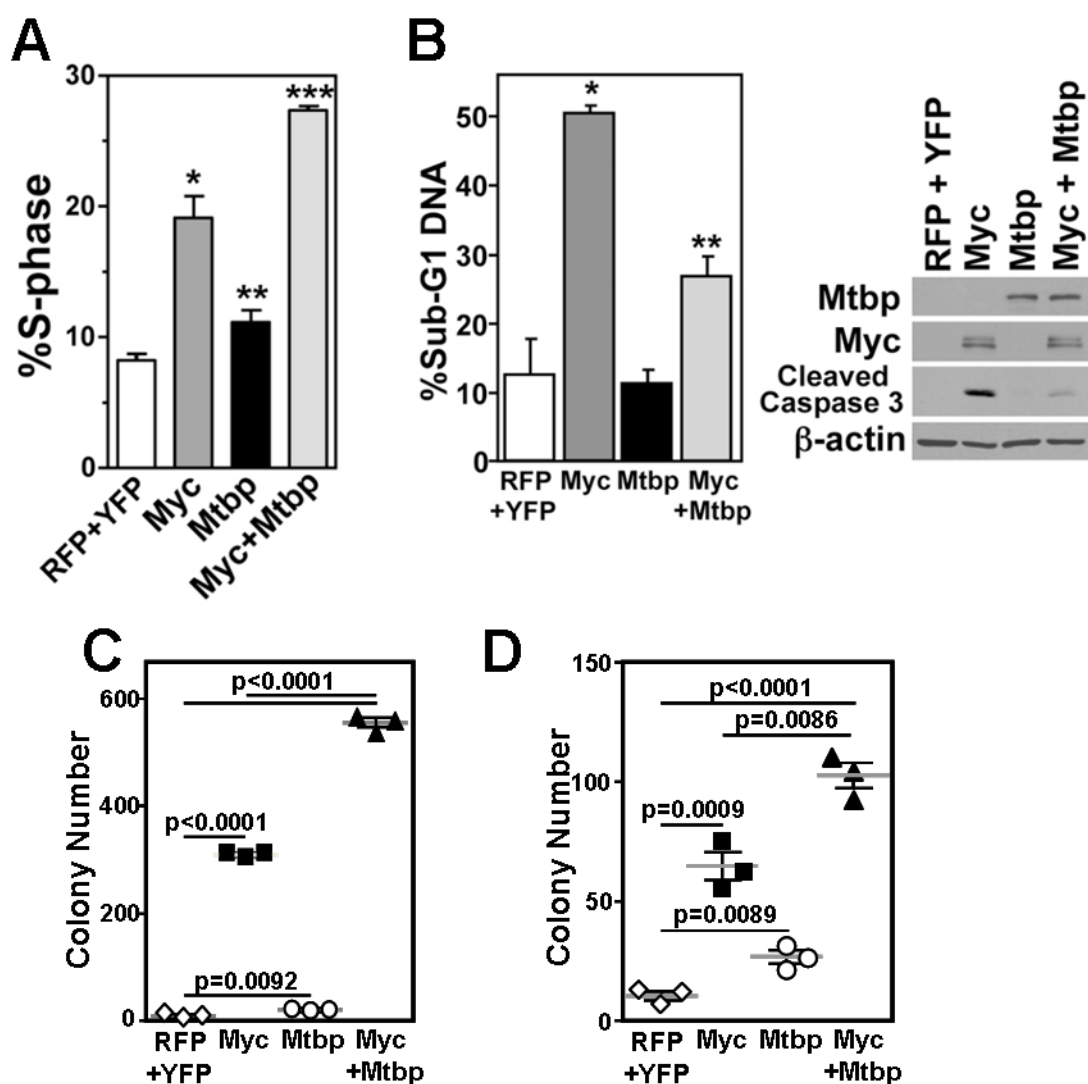 A
30
20
10
0
%S-phase
*
**
***
RFP+YFP
Myc
Mtbp
Myc+Mtbp
B
50
40
30
20
10
0
%Sub-G1 DNA
*
**
RFP
+YFP
Myc
Mtbp
Myc
+Mtbp
RFP + YFP
Myc
Mtbp
Myc + Mtbp
Mtbp
Myc
Cleaved
Caspase 3
β-actin
C
600
400
200
0
Colony Number
p<0.0001
p<0.0001
p=0.0092
RFP
+YFP
Myc
Mtbp
Myc
+Mtbp
D
150
100
50
0
Colony Number
p<0.0001
p=0.0086
p=0.0009
p=0.0089
RFP
+YFP
Myc
Mtbp
Myc
+Mtbp